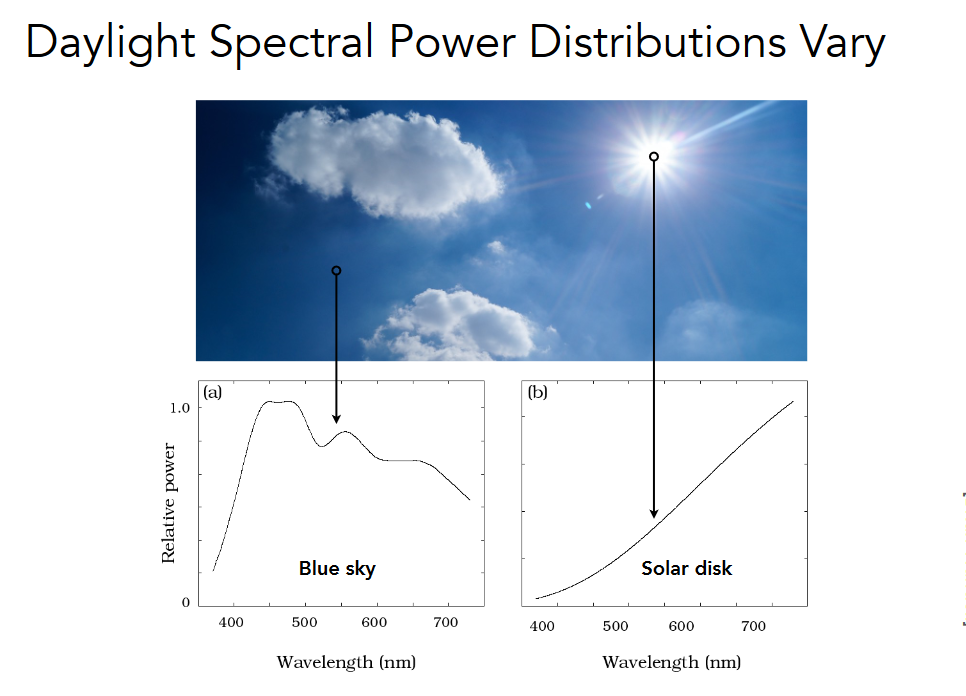 Daylight Spectral Power Distributions Vary
(a)
1.0
Relative power
0
Blue sky
400 500 600 700
Wavelength (nm)
(b)
Solar disk
400 500 600 700
Wavelength (nm)